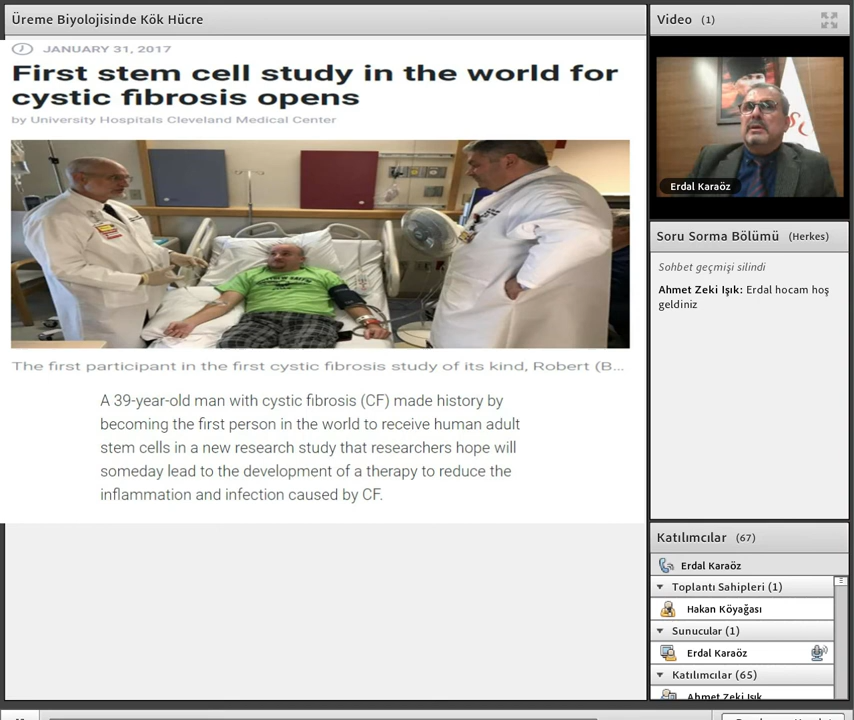 Üreme Biyolojisinde Kök Hücre
JANUARY 31, 2017
First stem cell study in the world for
cystic fibrosis opens
by University Hospitals Cleveland Medical Center
The first participant in the first cystic fibrosis study of its kind, Robert (B...
A 39-year-old man with cystic fibrosis (CF) made history by
becoming the first person in the world to receive human adult
stem cells in a new research study that researchers hope will
someday lead to the development of a therapy to reduce the
inflammation and infection caused by CF.
Video (1)
Erdal Karaöz
Soru Sorma Bölümü (Herkes)
Sohbet geçmişi silindi
Ahmet Zeki Işık: Erdal hocam hoş
geldiniz
Katılımcılar (67)
Erdal Karaöz
Toplantı Sahipleri (1)
Hakan Köyağası
Sunucular (1)
Erdal Karaöz
Katılımcılar (65)
Ahmet Zeki Işık